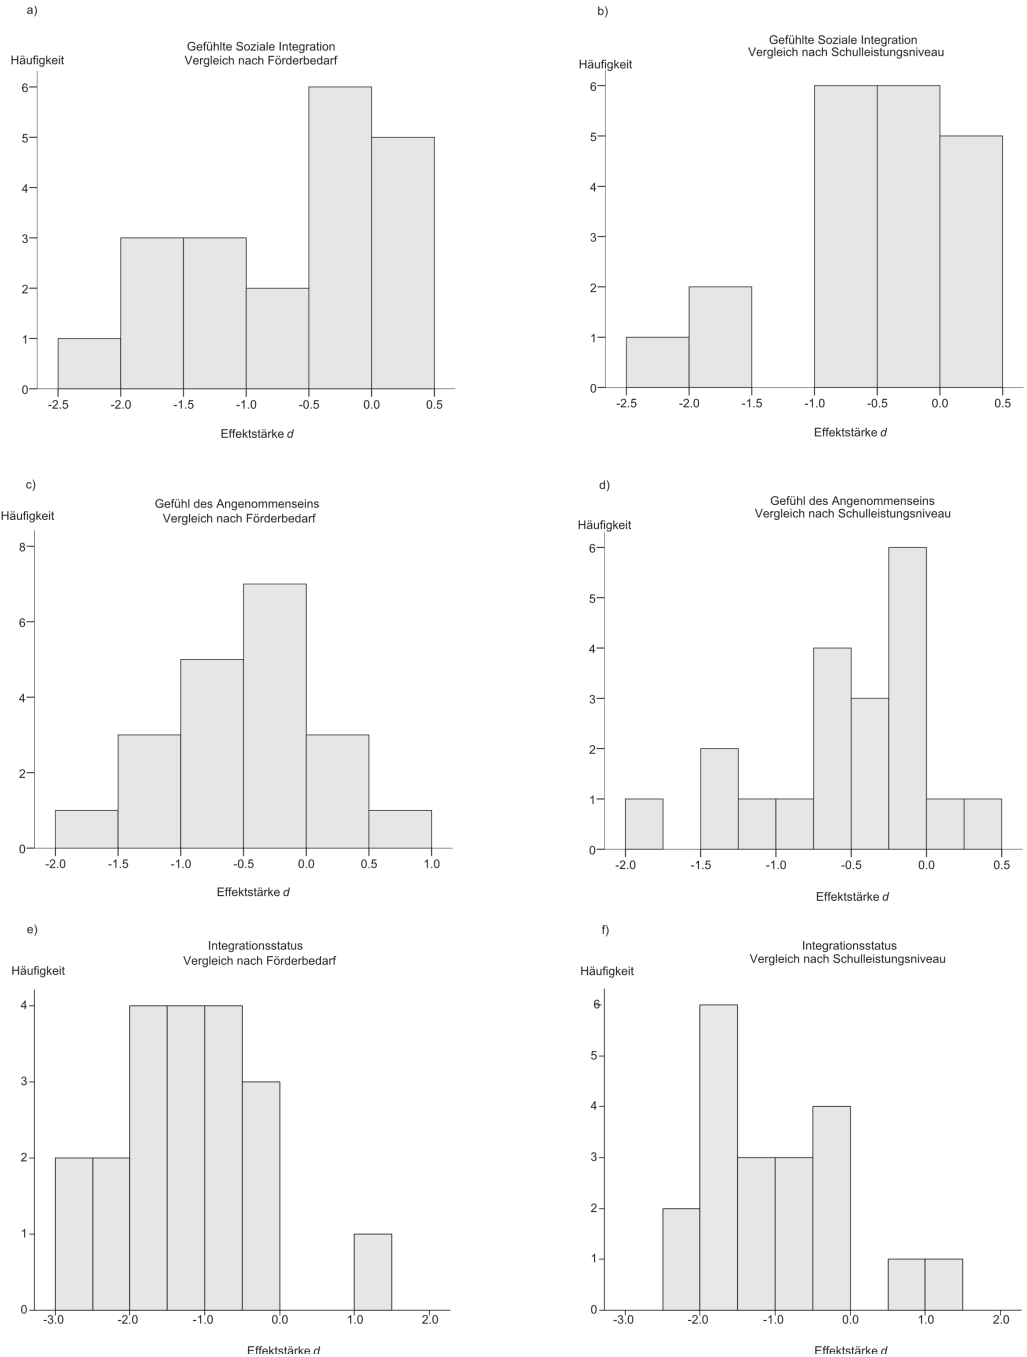 a)
Gefühlte Soziale Integration
Vergleich nach Förderbedarf
Häufigkeit
6
5
4
3
2
1
0
-2.5 -2.0 -1.5 -1.0 -0.5 0.0 0.5
Effektstärke d
b)
Gefühlte Soziale Integration
Vergleich nach Schulleistungsniveau
Häufigkeit
6
5
4
3
2
1
0
-2.5 -2.0 -1.5 -1.0 -0.5 0.0 0.5
Effektstärke d
c)
Gefühl des Angenommenseins
Vergleich nach Förderbedarf
Häufigkeit
8
6
4
2
0
-2.0 -1.5 -1.0 -0.5 0.0 0.5 1.0
Effektstärke d
d)
Gefühl des Angenommenseins
Vergleich nach Schulleistungsniveau
Häufigkeit
6
5
4
3
2
1
0
-2.0 -1.5 -1.0 -0.5 0.0 0.5
Effektstärke d
e)
Integrationsstatus
Vergleich nach Förderbedarf
Häufigkeit
4
3
2
1
0
-3.0 -2.0 -1.0 0.0 1.0 2.0
Effektstärke d
f)
Integrationsstatus
Vergleich nach Schulleistungsniveau
Häufigkeit
6
5
4
3
2
1
0
-3.0 -2.0 -1.0 0.0 1.0 2.0
Effektstärke d